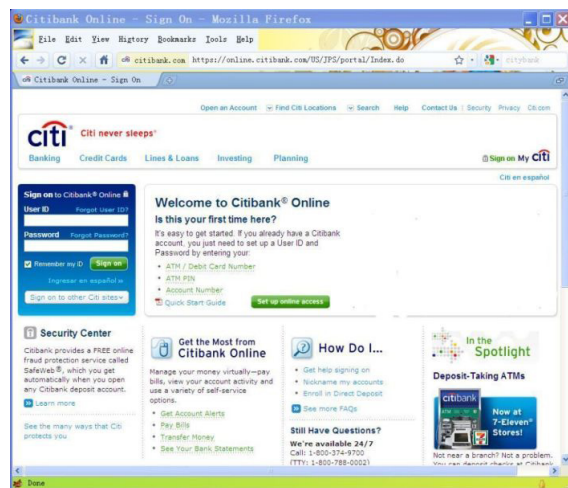 Citibank Online - Sign On - Mozilla Firefox
File Edit View History Bookmarks Tools Help
citibank.com https://online.citibank.com/US/JPS/portal/Index.do
citybank
Citibank Online - Sign On
Open an Account Find Citi Locations Search Help Contact Us | Security Privacy Citi.com
citi® Citi never sleeps®
Banking Credit Cards Lines & Loans Investing Planning
Sign on My Citi
Citi en español
Sign on to Citibank® Online
User ID Forgot User ID?
Password Forgot Password?
Remember my ID Sign on
Ingresar en español »
Sign on to other Citi sites
Welcome to Citibank® Online
Is this your first time here?
It's easy to get started. If you already have a Citibank
account, you just need to set up a User ID and
Password by entering your:
• ATM / Debit Card Number
• ATM PIN
• Account Number
Quick Start Guide Set up online access
Security Center
Citibank provides a FREE online
fraud protection service called
SafeWeb®, which you get
automatically when you open
any Citibank deposit account.
Learn more
See the many ways that Citi
protects you
Get the Most from
Citibank Online
Manage your money virtually—pay
bills, view your account activity and
use a variety of self-service
options.
• Get Account Alerts
• Pay Bills
• Transfer Money
• See Your Bank Statements
How Do I...
• Get help signing on
• Nickname my accounts
• Enroll in Direct Deposit
See more FAQs
Still Have Questions?
We're available 24/7
Call: 1-800-374-9700
(TTY: 1-800-788-0002)
In the
Spotlight
Deposit-Taking ATMs
citibank
Now at
7-Eleven®
Stores!
Not near a branch? Not a problem.
You can deposit checks at Citibank
Done